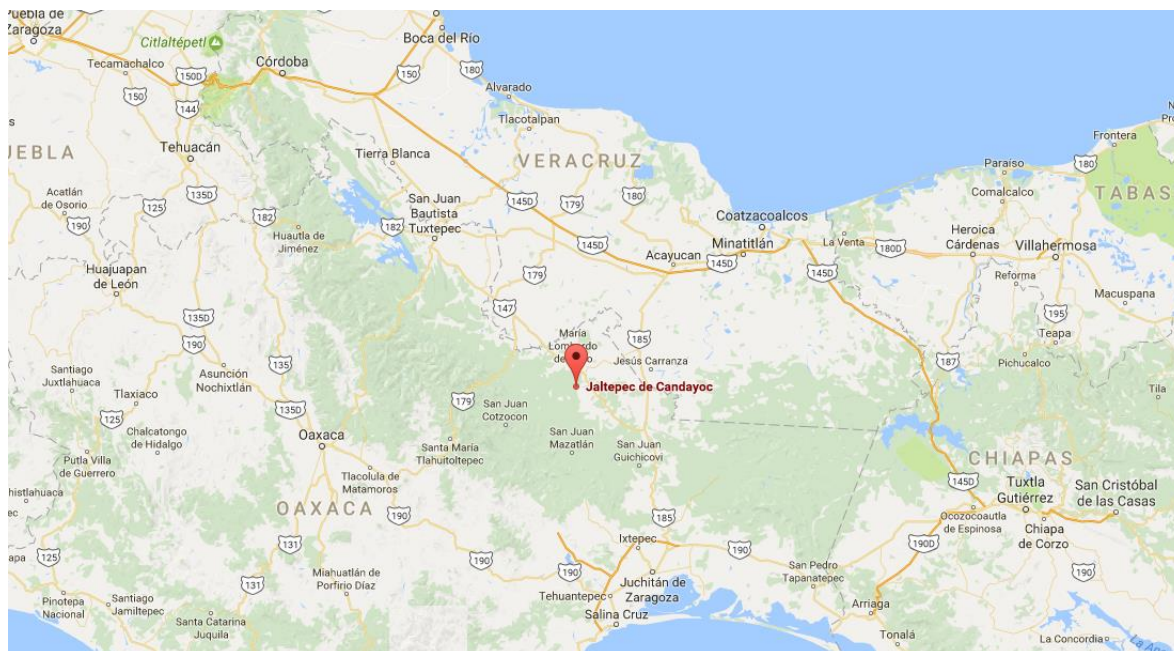 Puebla de
Zaragoza
Citlaltépetl
Boca del Río
Tecamachalco
Córdoba
150D
150
180
150
144
Alvarado
Tlacotalpan
Tehuacán
Tierra Blanca
VERACRUZ
Frontera
UEBLA
Paraíso
180
TABAS
Acatlán
de Osorio
135D
125
190
182
San Juan
Bautista
Tuxtepec
145D
179
180
Comalcalco
Coatzacoalcos
Huautla de
Jiménez
182
145D
Minatitlán
La Venta
180D
Heroica
Cárdenas
Villahermosa
Acayucan
145D
145D
Huajuapan
de León
179
Reforma
Macuspana
147
135D
195
Teapa
190
María
Lombardo
185
Jesús Carranza
187
Pichucalco
135
Asunción
Nochixtlán
Santiago
Juxtlahuaca
Jaltepec de Candayoc
Tila
Tlaxiaco
125
135D
179
San Juan
Cotzocon
Chalcatongo
de Hidalgo
Oaxaca
Santa María
Tlahuitoltepec
San Juan
Mazatlán
San Juan
Guichicovi
Putla Villa
de Guerrero
Tlacolula de
Matamoros
CHIAPAS
145D
Tuxtla
Gutiérrez
San Cristóbal
de las Casas
OAXACA
190
185
Ocozocoautla
de Espinosa
Chiapa
de Corzo
131
Ixtepec
190
190D
125
190
190
190
Miahuatlán de
Porfirio Díaz
131
Juchitán de
Zaragoza
San Pedro
Tapanatepec
Tehuantepec
Pinotepa
Nacional
Santiago
Jamiltepec
Salina Cruz
Arriaga
Santa Catarina
Juquila
Tonalá
La Concordia